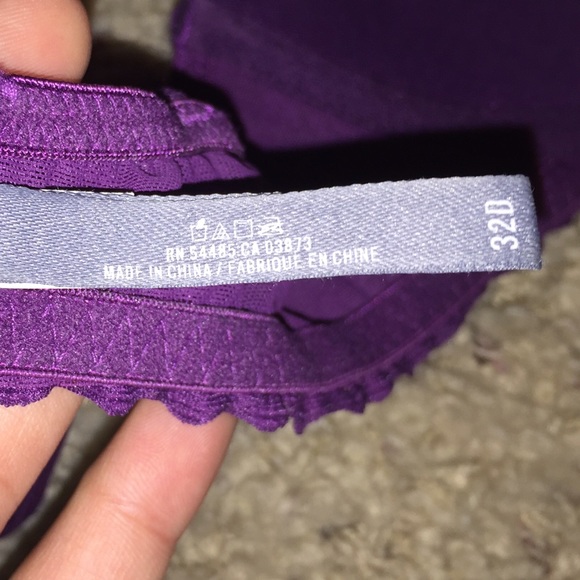 RN 54485 CA 03873
MADE IN CHINA / FABRIQUE EN CHINE
32D